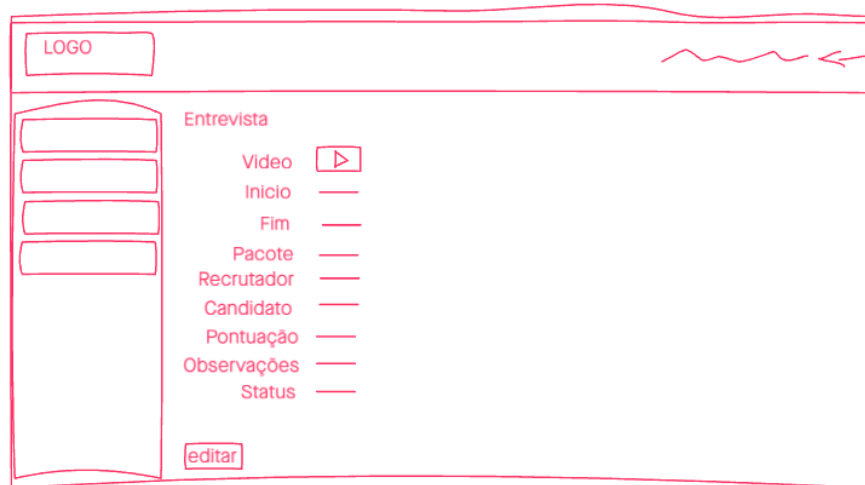 LOGO
Entrevista
Video
Inicio
Fim
Pacote
Recrutador
Candidato
Pontuação
Observações
Status
editar